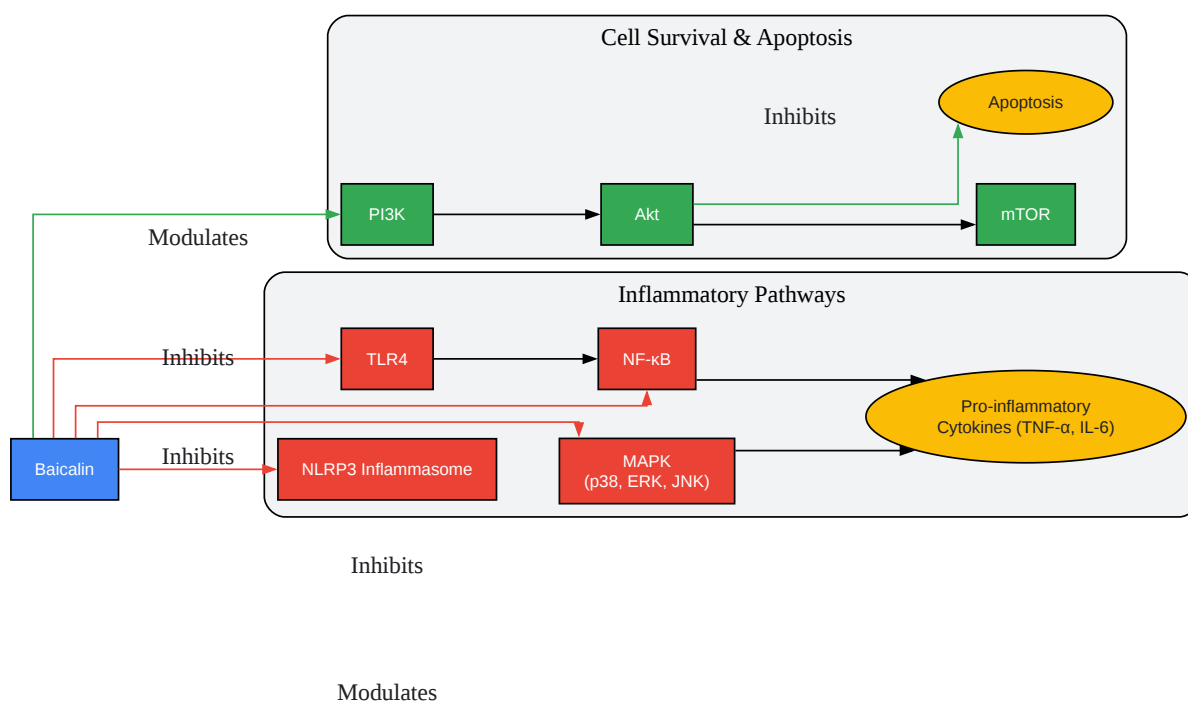 Cell Survival & Apoptosis
Inhibits
Apoptosis
PI3K
Akt
mTOR
Modulates
Inflammatory Pathways
Inhibits
TLR4
NF-κB
Pro-inflammatory
Cytokines (TNF-α, IL-6)
Baicalin
Inhibits
NLRP3 Inflammasome
MAPK
(p38, ERK, JNK)
Inhibits
Modulates